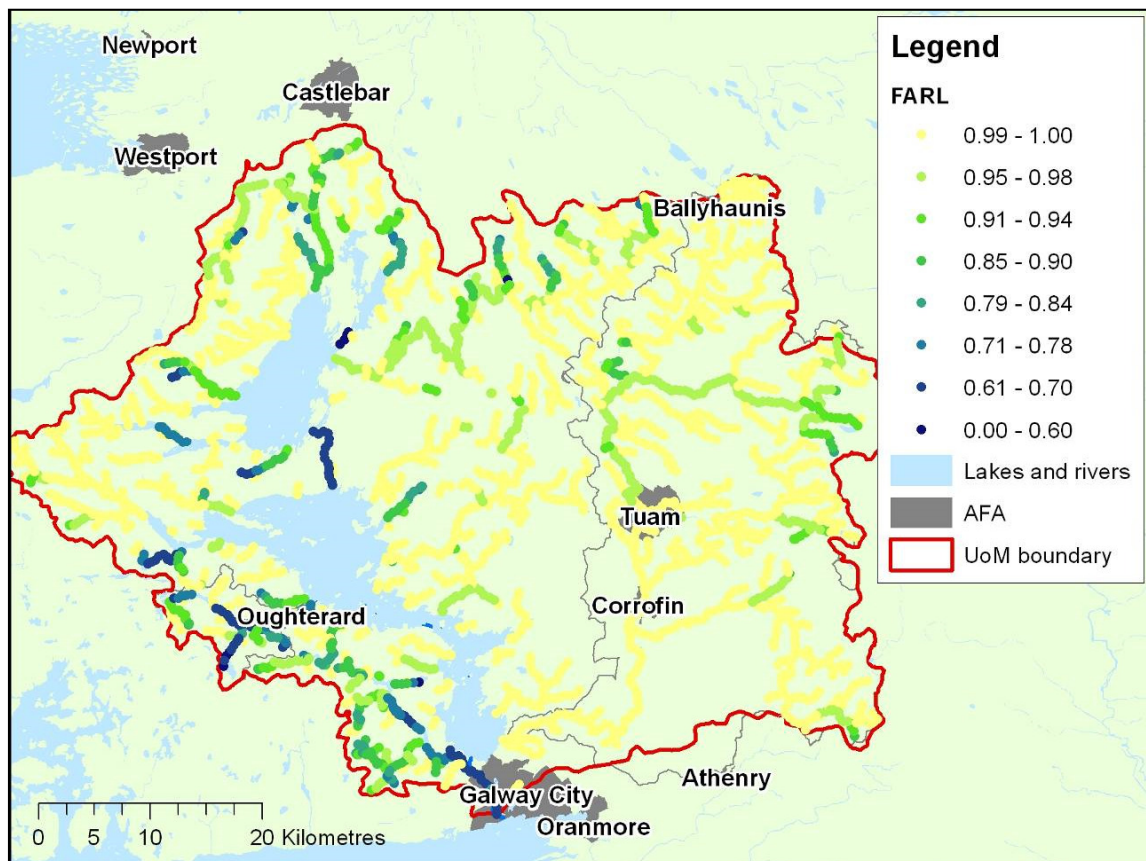 Newport
Castlebar
Westport
Ballyhaunis
Tuam
Corrofin
Oughterard
Athenry
Galway City
Oranmore
0 5 10 20 Kilometres
Legend
FARL
0.99 - 1.00
0.95 - 0.98
0.91 - 0.94
0.85 - 0.90
0.79 - 0.84
0.71 - 0.78
0.61 - 0.70
0.00 - 0.60
Lakes and rivers
AFA
UoM boundary